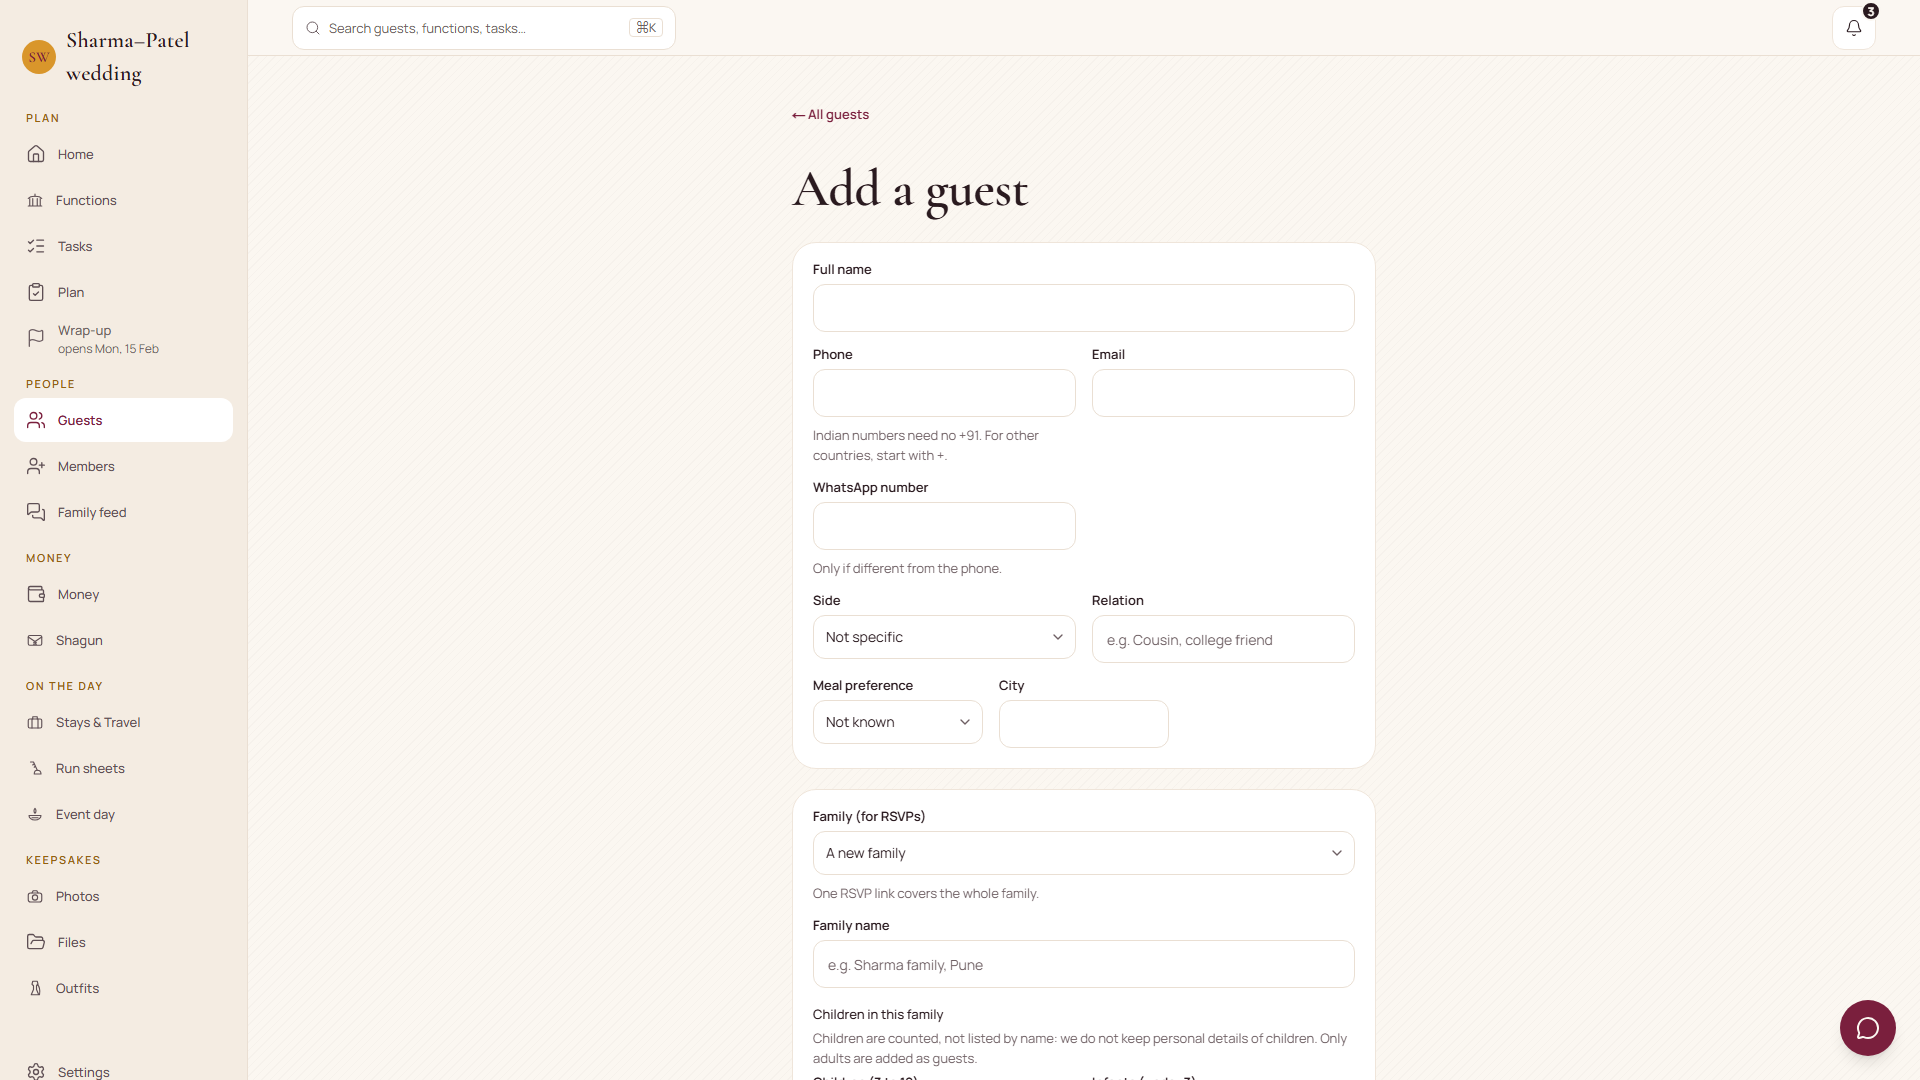 SW
Sharma–Patel
wedding
PLAN
Home
Functions
Tasks
Plan
Wrap-up
opens Mon, 15 Feb
PEOPLE
Guests
Members
Family feed
MONEY
Money
Shagun
ON THE DAY
Stays & Travel
Run sheets
Event day
KEEPSAKES
Photos
Files
Outfits
Settings
Search guests, functions, tasks...
⌘K
3
← All guests
Add a guest
Full name
Phone
Email
Indian numbers need no +91. For other
countries, start with +.
WhatsApp number
Only if different from the phone.
Side
Relation
Not specific
e.g. Cousin, college friend
Meal preference
City
Not known
Family (for RSVPs)
A new family
One RSVP link covers the whole family.
Family name
e.g. Sharma family, Pune
Children in this family
Children are counted, not listed by name: we do not keep personal details of children. Only
adults are added as guests.